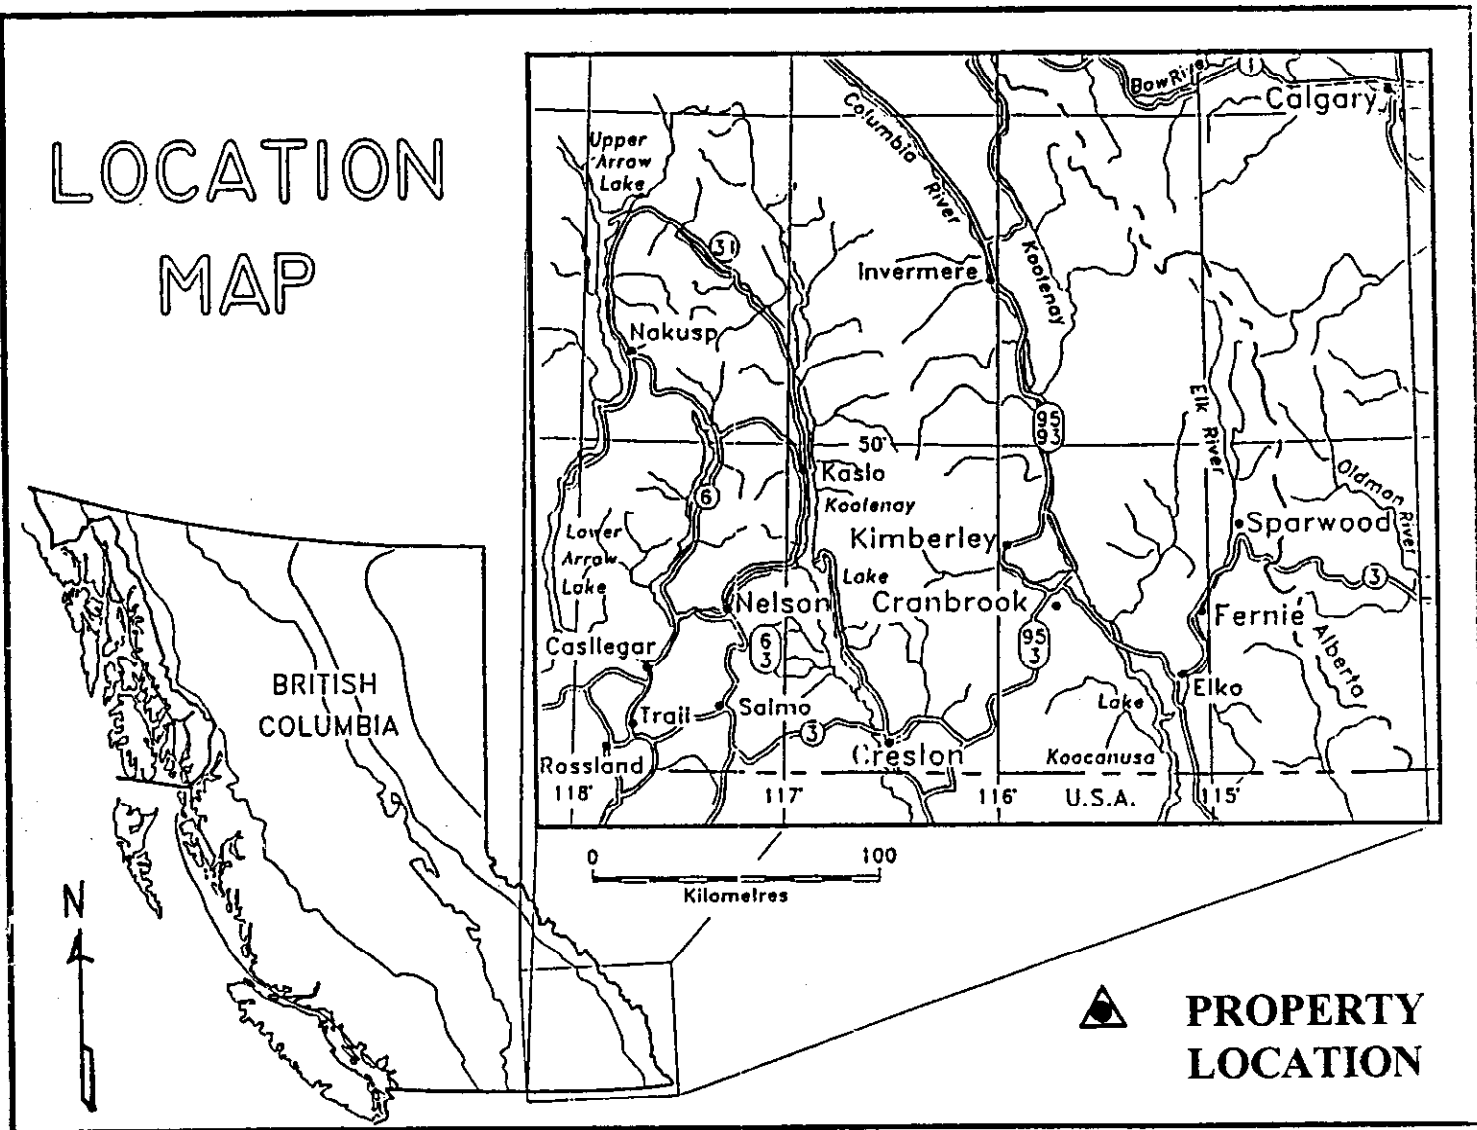 LOCATION
MAP
Bow River
1
Calgary
Columbia
River
Upper
Arrow
Lake
31
Invermere
Kootenay
Nakusp
95
93
Elk River
50°
Kaslo
6
Kootenay
Lake
Oldman
River
Sparwood
Lower
Arrow
Lake
Kimberley
3
Nelson
Cranbrook
Fernie
6
3
95
3
Castlegar
Alberta
Elko
Trail
Salmo
Lake
Koocanusa
3
Creston
Rossland
118°
117°
116°
U.S.A.
115°
BRITISH
COLUMBIA
0
100
Kilometres
N
PROPERTY
LOCATION